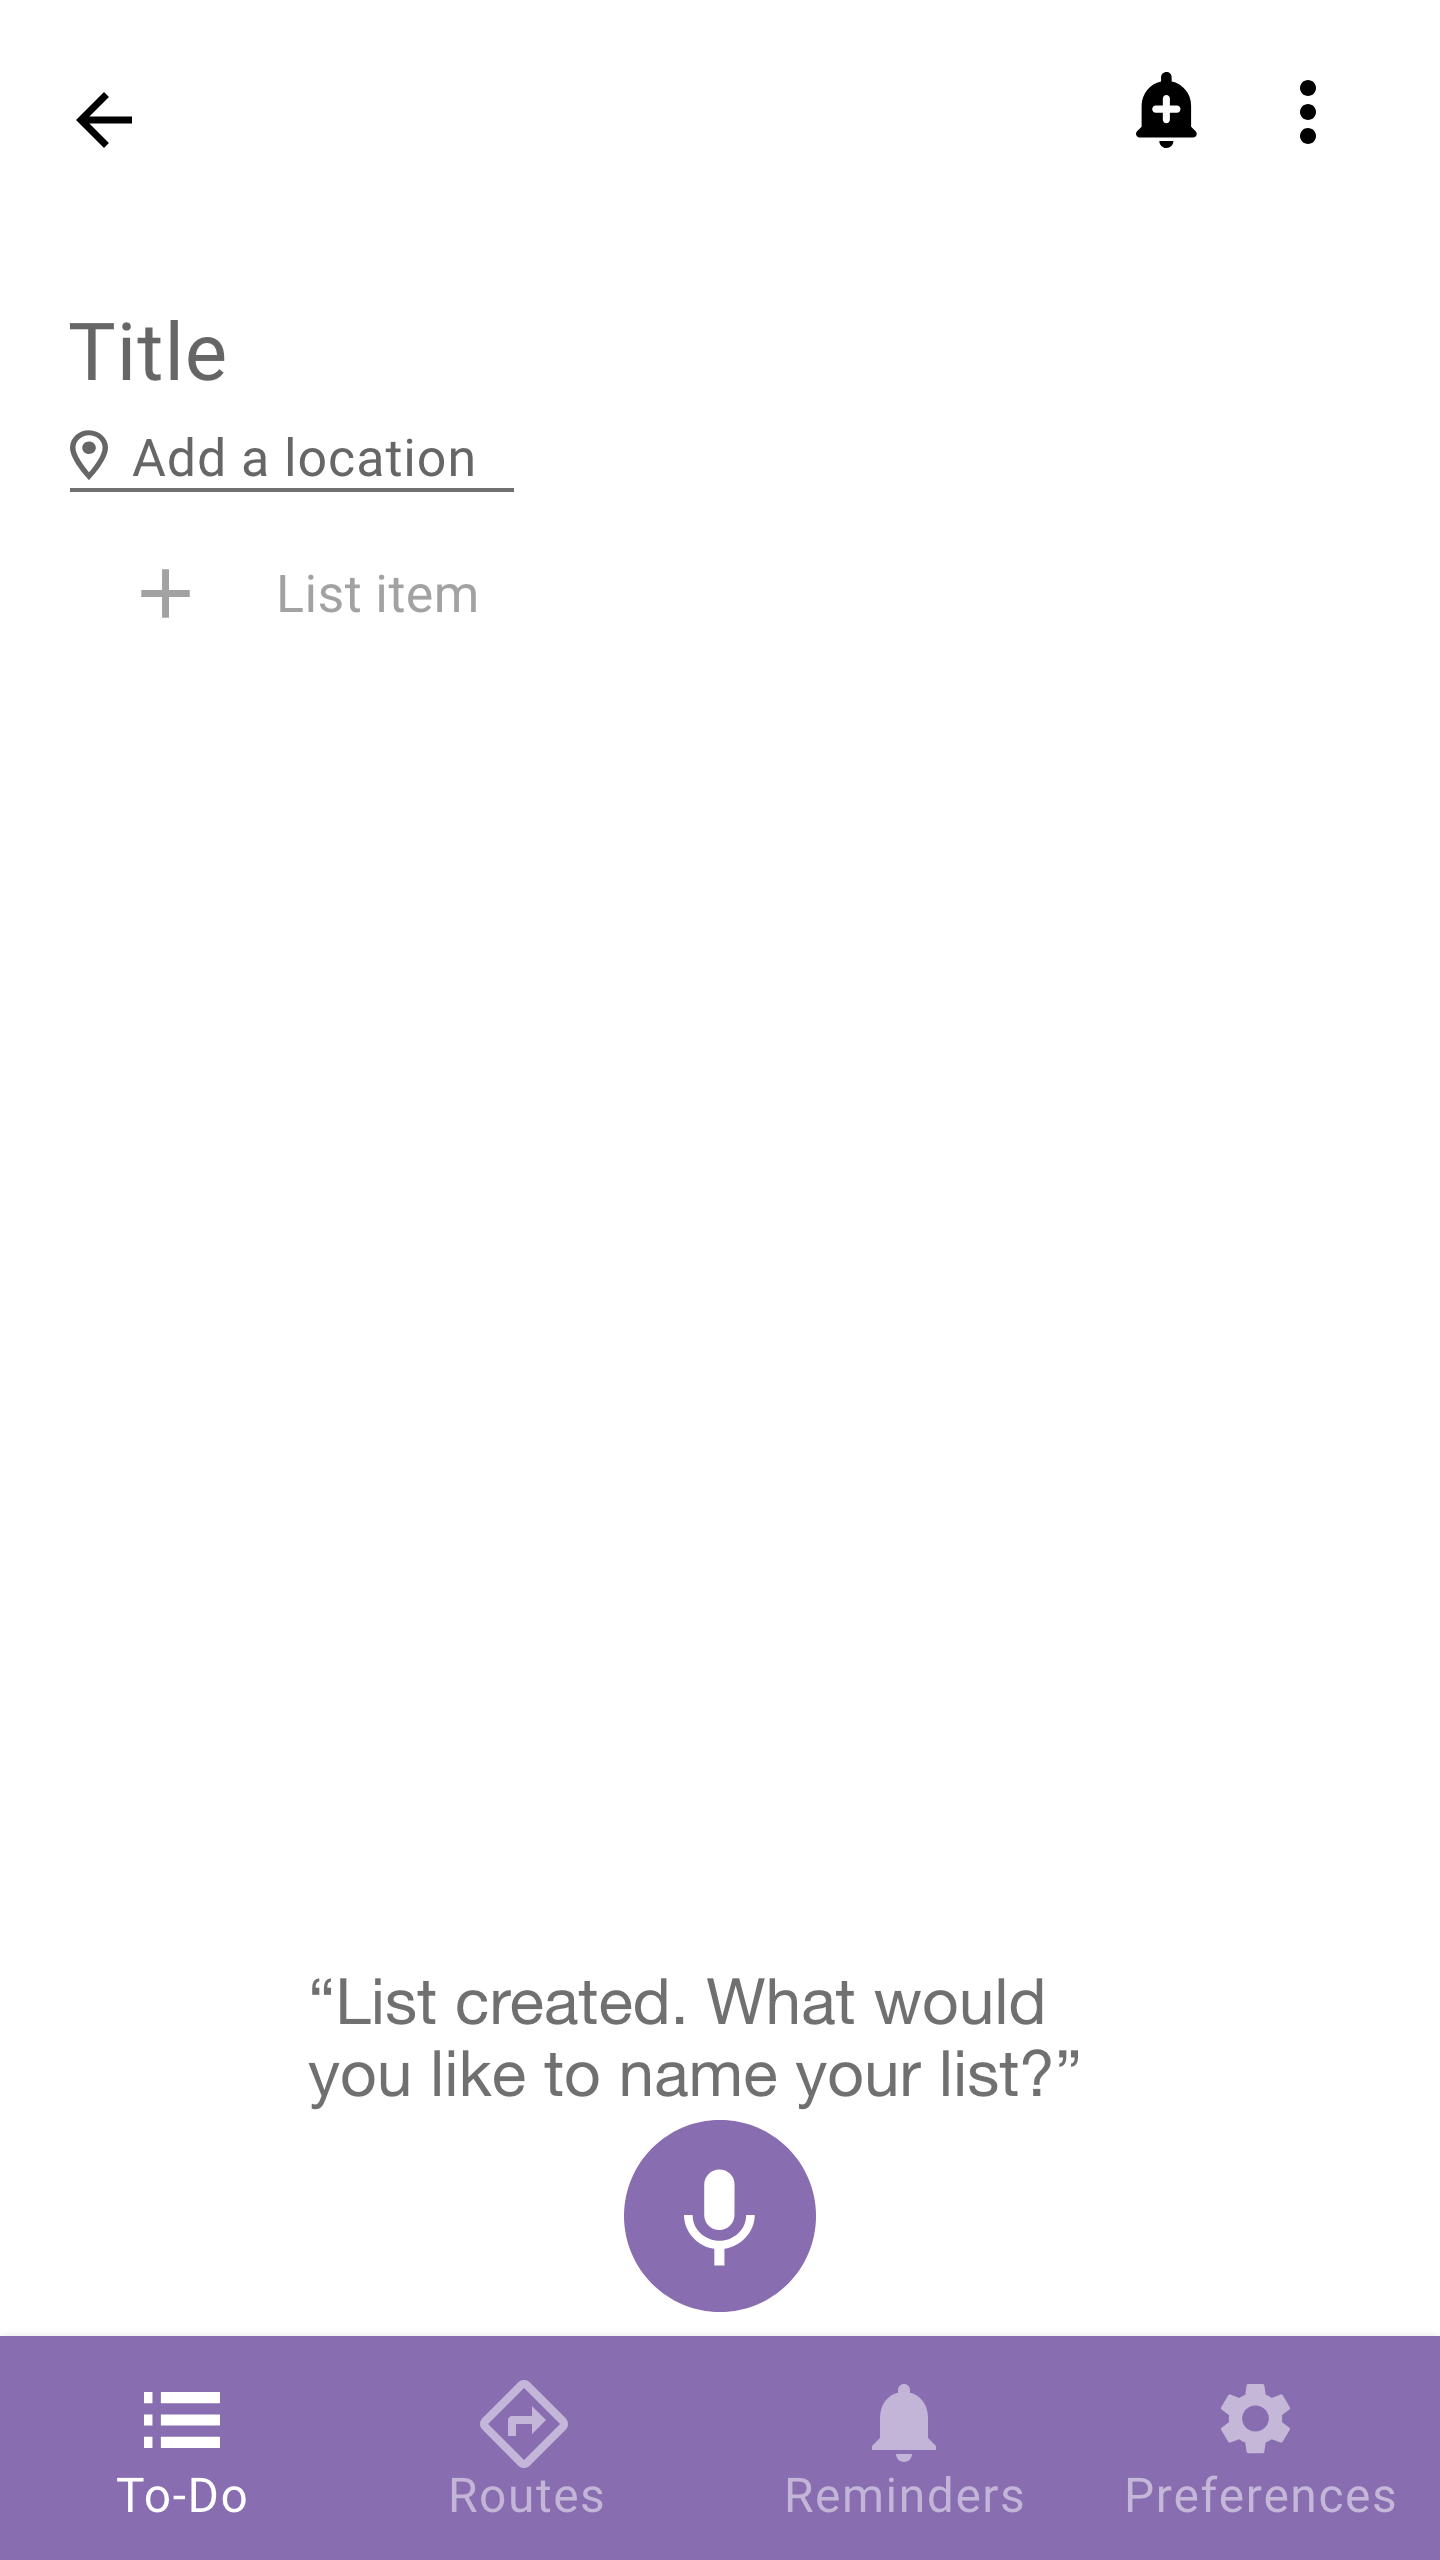 Title
Add a location
List item
“List created. What would
you like to name your list?”
To-Do
Routes
Reminders
Preferences